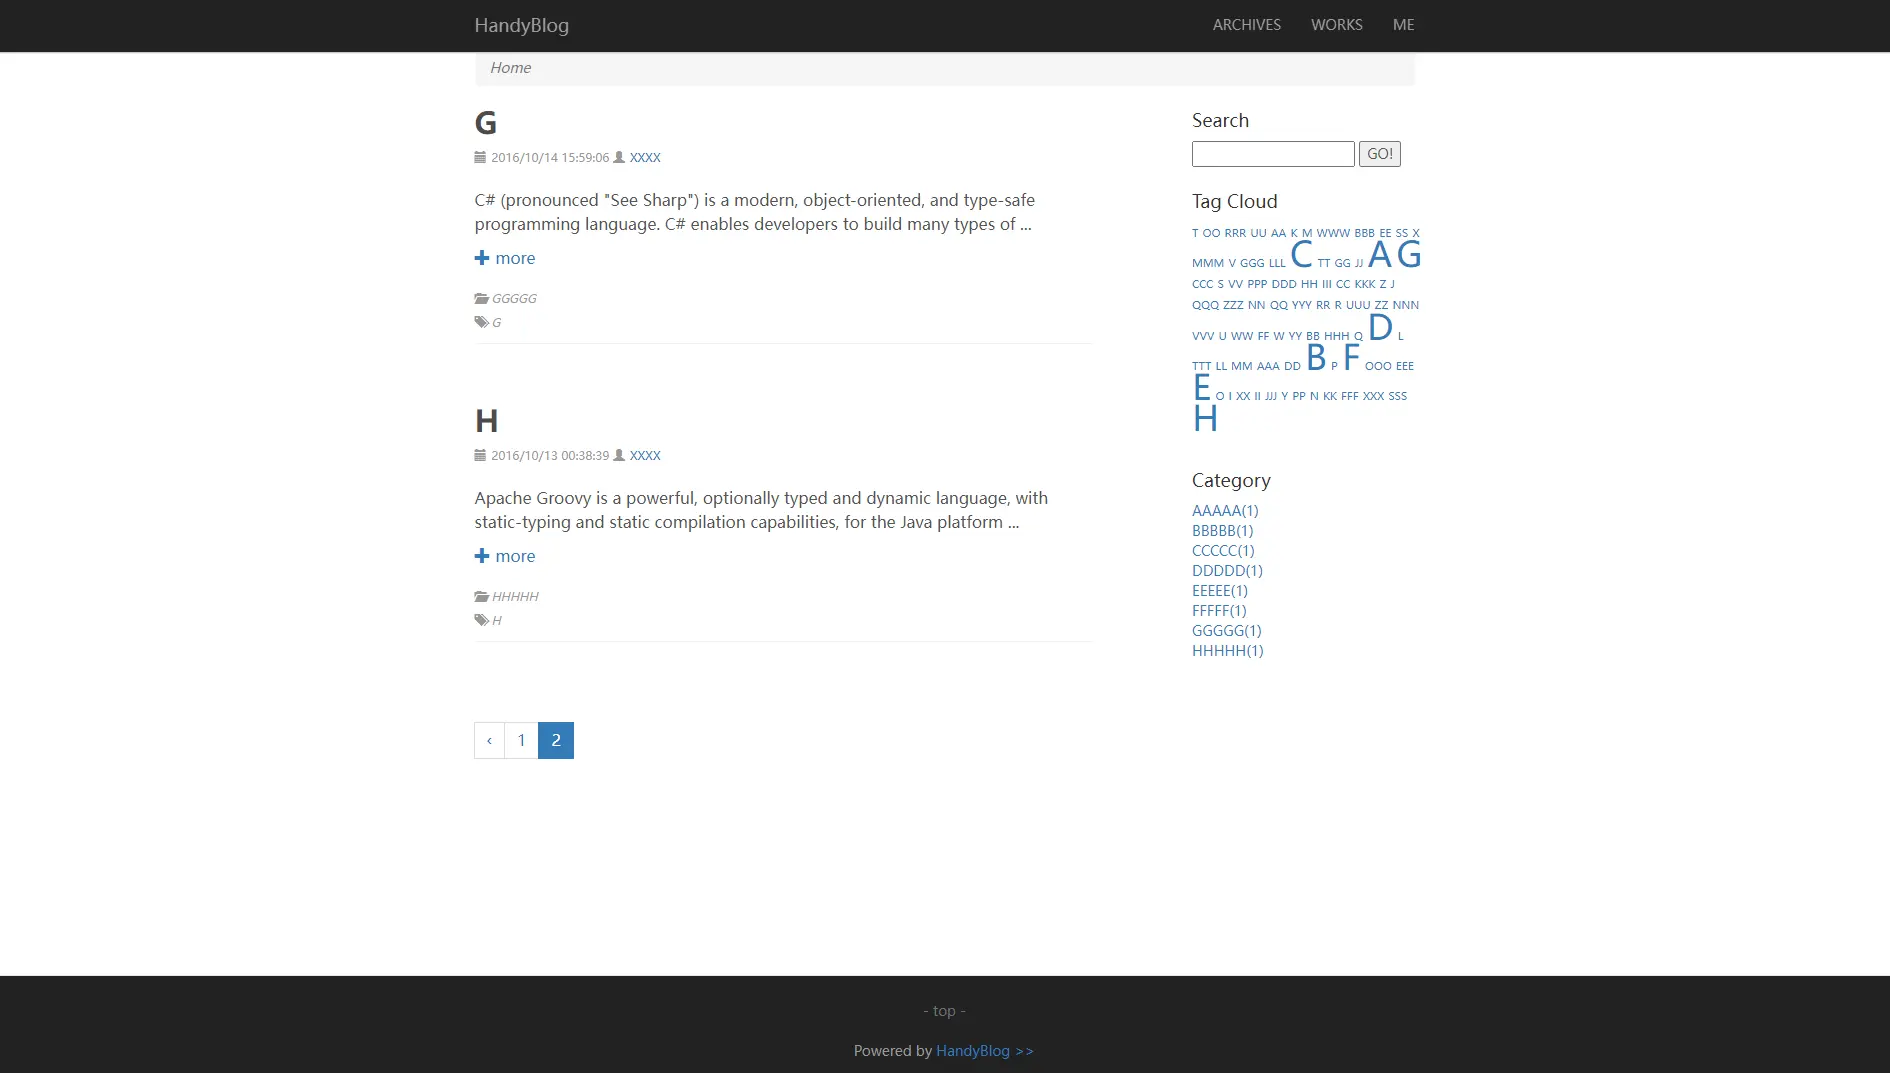 HandyBlog
ARCHIVES WORKS ME
Home
G
2016/10/14 15:59:06 XXXX
C# (pronounced "See Sharp") is a modern, object-oriented, and type-safe
programming language. C# enables developers to build many types of ...
more
GGGGG
G
H
2016/10/13 00:38:39 XXXX
Apache Groovy is a powerful, optionally typed and dynamic language, with
static-typing and static compilation capabilities, for the Java platform ...
more
HHHHH
H
‹ 1 2
Search
GO!
Tag Cloud
T OO RRR UU AA K M WWW BBB EE SS X
MMM V GGG LLL C TT GG JJ A G
CCC S VV PPP DDD HH III CC KKK Z J
QQQ ZZZ NN QQ YYY RR R UUU ZZ NNN
VVV U WW FF W YY BB HHH Q D L
TTT LL MM AAA DD B P F OOO EEE
E O I XX II JJJ Y PP N KK FFF XXX SSS
H
Category
AAAAA(1)
BBBBB(1)
CCCCC(1)
DDDDD(1)
EEEEE(1)
FFFFF(1)
GGGGG(1)
HHHHH(1)
- top -
Powered by HandyBlog >>